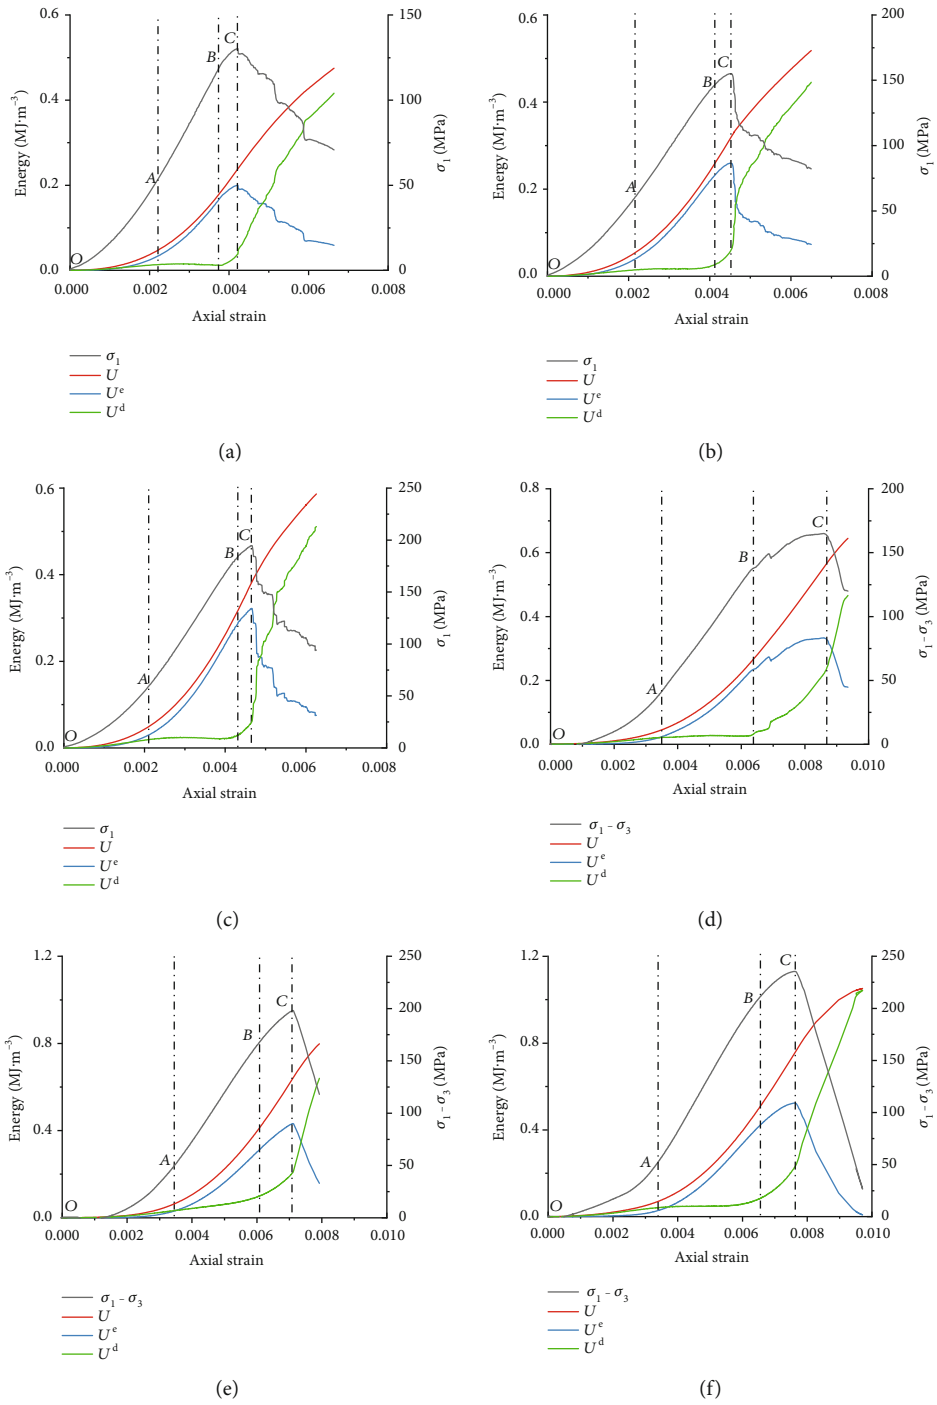 0.6
150
C
B
0.4
100
Energy (MJ·m⁻³)
σ₁ (MPa)
A
0.2
50
O
0.0
0
0.000 0.002 0.004 0.006 0.008
Axial strain
σ₁
U
Uᵉ
Uᵈ
(a)
0.6
200
C
B
150
0.4
Energy (MJ·m⁻³)
σ₁ (MPa)
100
A
0.2
50
O
0.0
0
0.000 0.002 0.004 0.006 0.008
Axial strain
σ₁
U
Uᵉ
Uᵈ
(b)
0.6
250
C
B
200
0.4
150
Energy (MJ·m⁻³)
σ₁ (MPa)
A
100
0.2
50
O
0.0
0
0.000 0.002 0.004 0.006 0.008
Axial strain
σ₁
U
Uᵉ
Uᵈ
(c)
0.8
200
C
B
0.6
150
Energy (MJ·m⁻³)
σ₁ - σ₃ (MPa)
0.4
100
A
0.2
50
O
0.0
0
0.000 0.002 0.004 0.006 0.008 0.010
Axial strain
σ₁ - σ₃
U
Uᵉ
Uᵈ
(d)
1.2
250
C
B
200
0.8
150
Energy (MJ·m⁻³)
σ₁ - σ₃ (MPa)
100
0.4
A
50
O
0.0
0
0.000 0.002 0.004 0.006 0.008 0.010
Axial strain
σ₁ - σ₃
U
Uᵉ
Uᵈ
(e)
1.2
250
C
B
200
0.8
150
Energy (MJ·m⁻³)
σ₁ - σ₃ (MPa)
100
0.4
A
50
O
0.0
0
0.000 0.002 0.004 0.006 0.008 0.010
Axial strain
σ₁ - σ₃
U
Uᵉ
Uᵈ
(f)